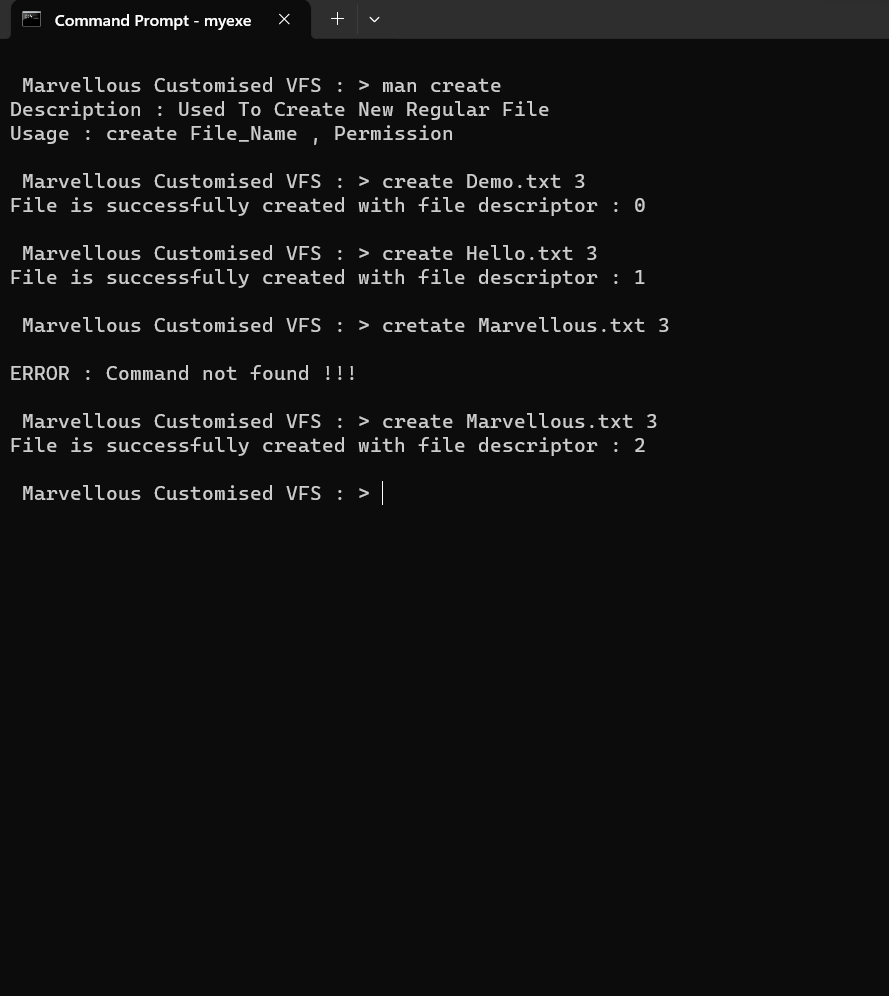 Command Prompt - myexe
Marvellous Customised VFS : > man create
Description : Used To Create New Regular File
Usage : create File_Name , Permission
Marvellous Customised VFS : > create Demo.txt 3
File is successfully created with file descriptor : 0
Marvellous Customised VFS : > create Hello.txt 3
File is successfully created with file descriptor : 1
Marvellous Customised VFS : > cretate Marvellous.txt 3
ERROR : Command not found !!!
Marvellous Customised VFS : > create Marvellous.txt 3
File is successfully created with file descriptor : 2
Marvellous Customised VFS : >